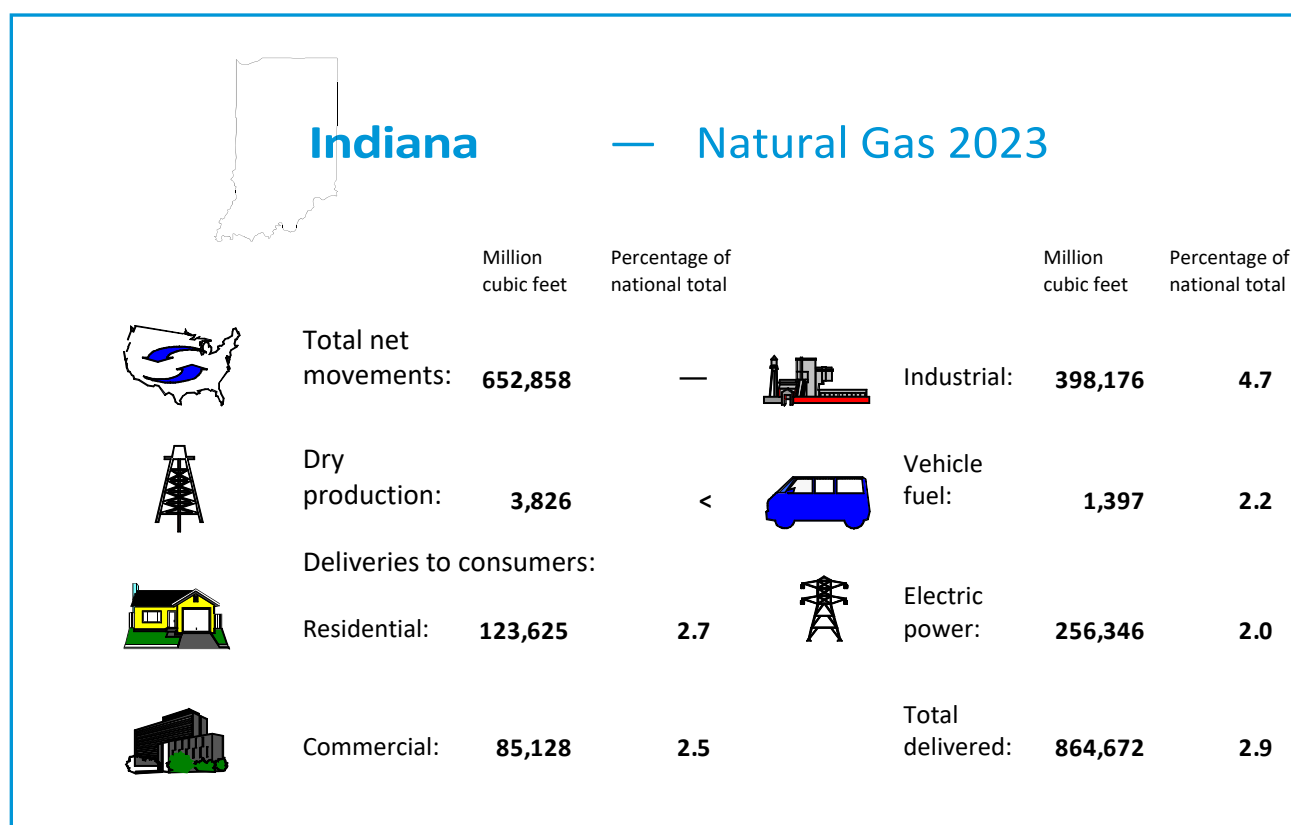 Indiana — Natural Gas 2023
Million cubic feet
Percentage of national total
Million cubic feet
Percentage of national total
Total net movements: 652,858 —
Dry production: 3,826 <
Deliveries to consumers:
Residential: 123,625 2.7
Commercial: 85,128 2.5
Industrial: 398,176 4.7
Vehicle fuel: 1,397 2.2
Electric power: 256,346 2.0
Total delivered: 864,672 2.9